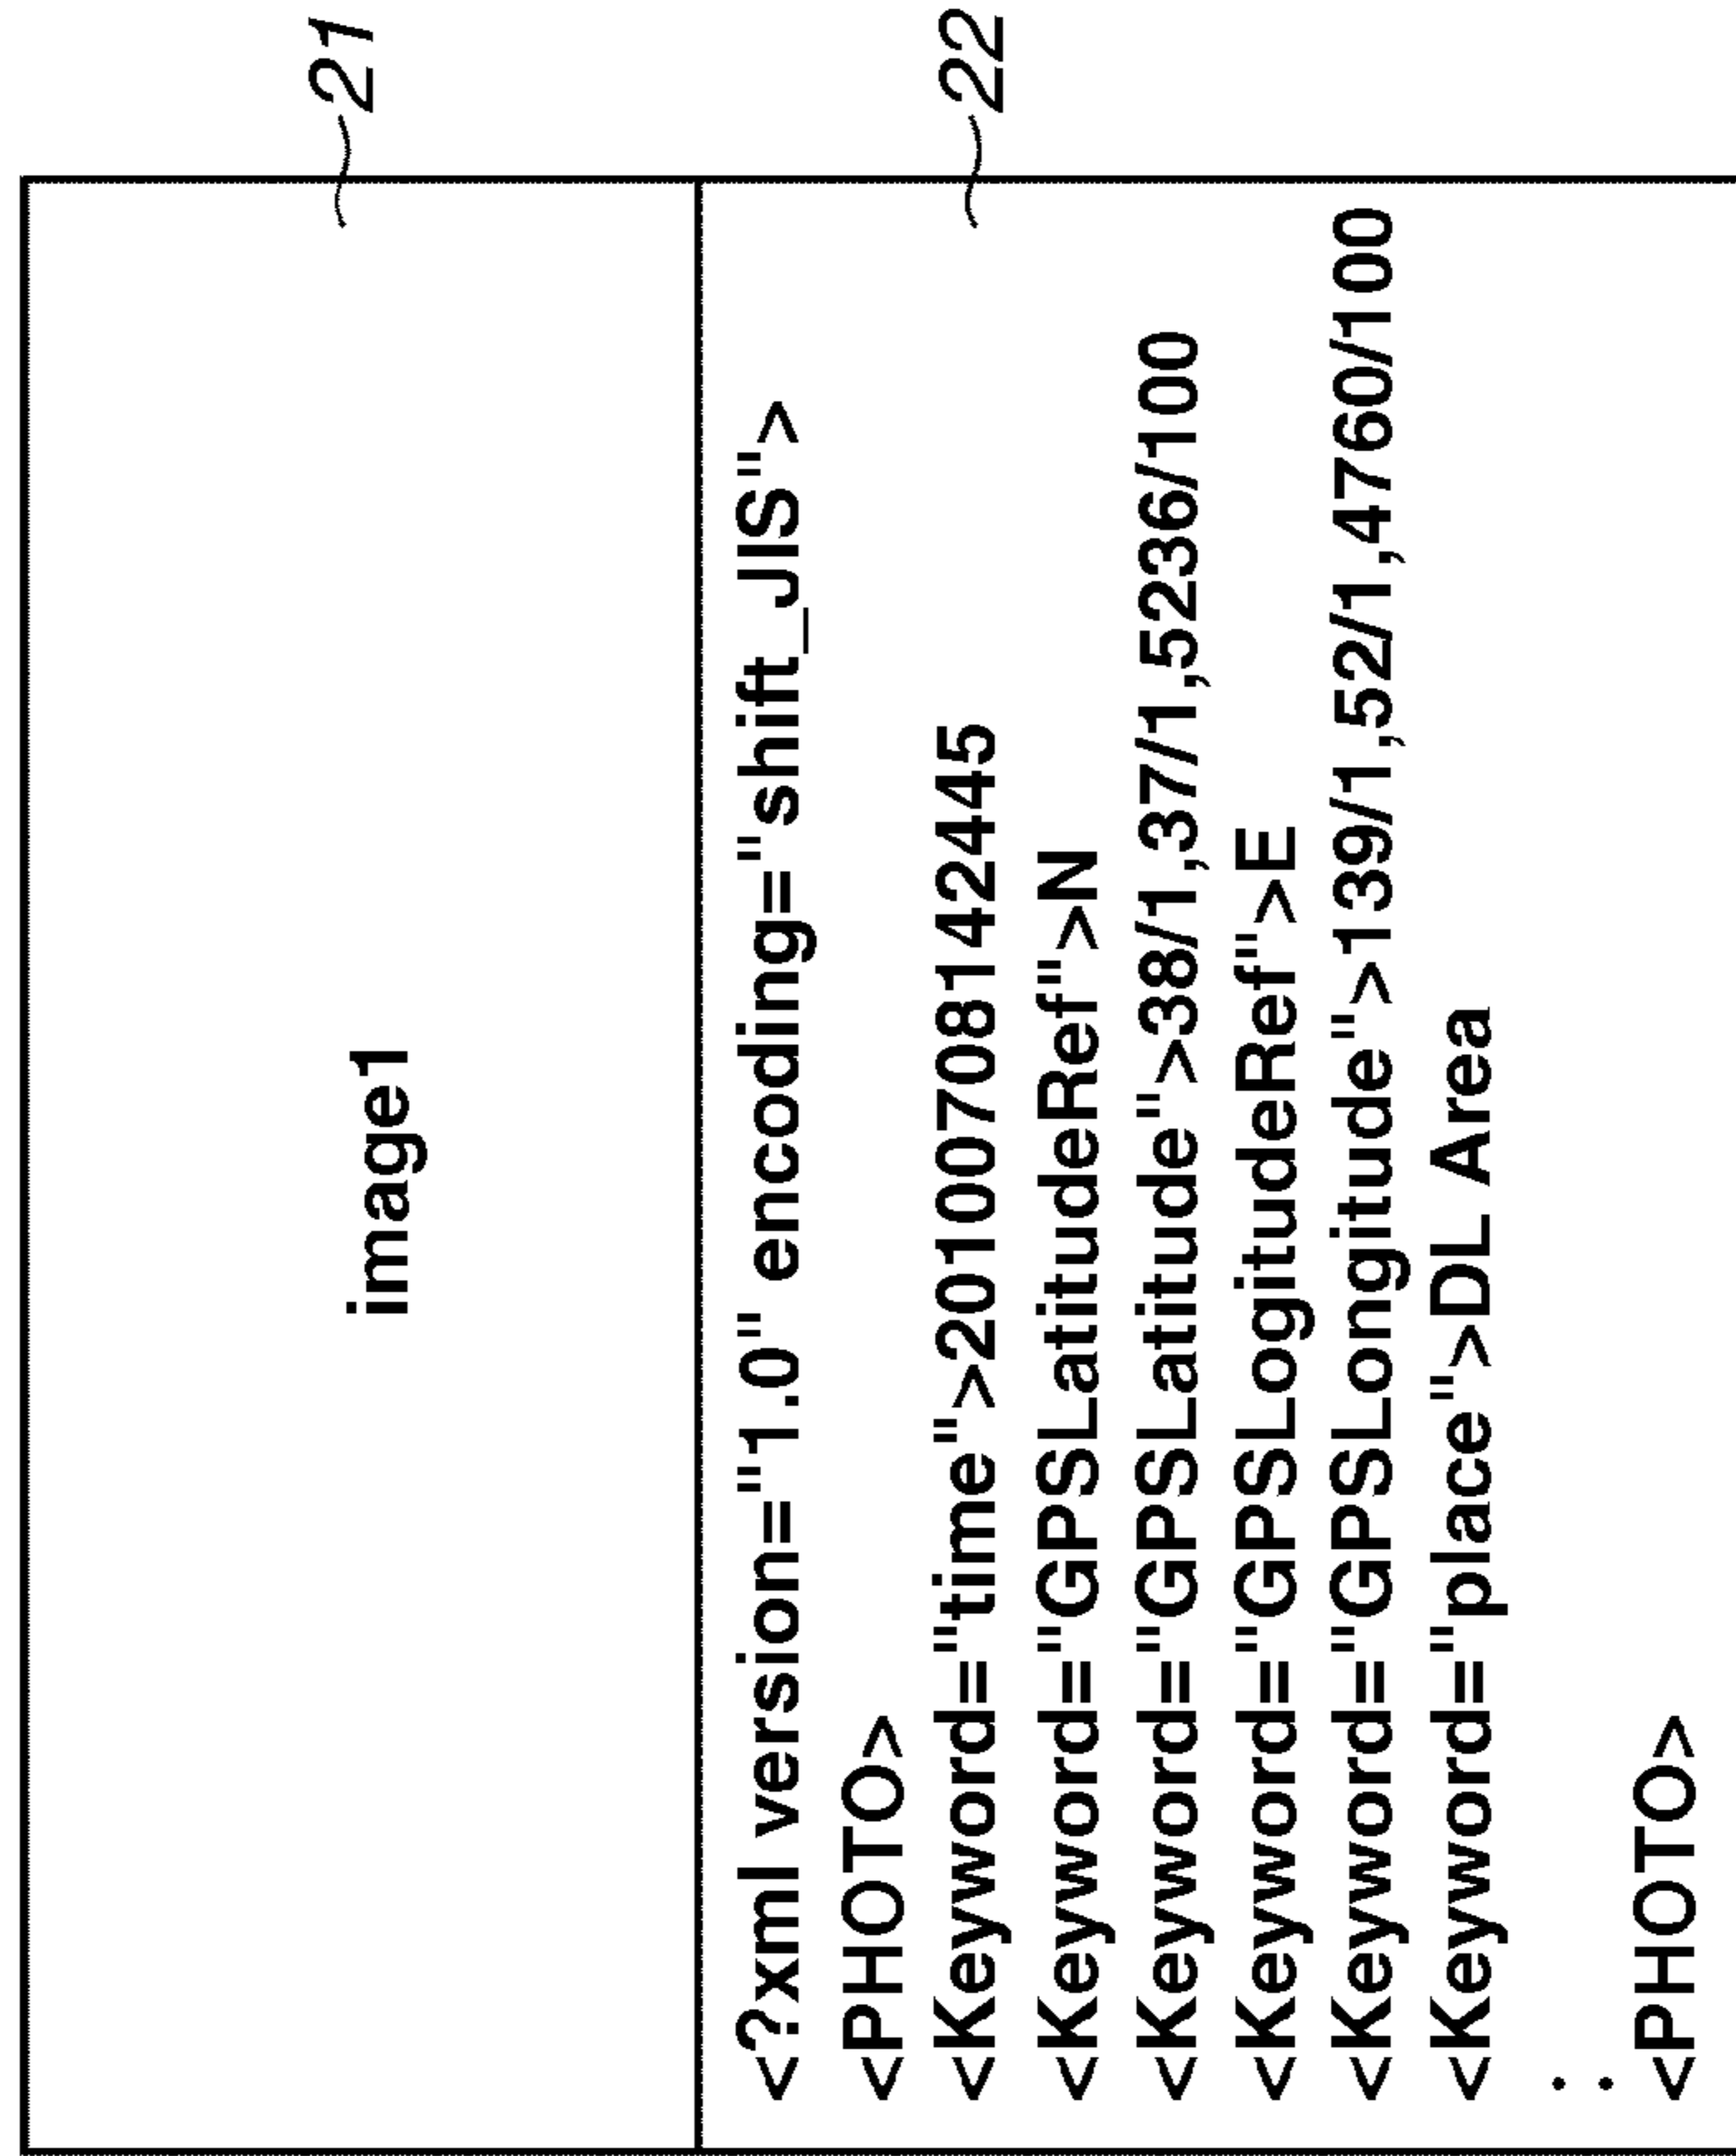 image1
21
<?xml version="1.0" encoding="shift_JIS">
22
<PHOTO>
<Keyword="time">20100708142445
<Keyword="GPSLatitudeRef">N
<Keyword="GPSLatitude">38/1,37/1,5236/100
<Keyword="GPSLogitudeRef">E
<Keyword="GPSLongitude">139/1,52/1,4760/100
<Keyword="place">DL Area
:
<PHOTO>